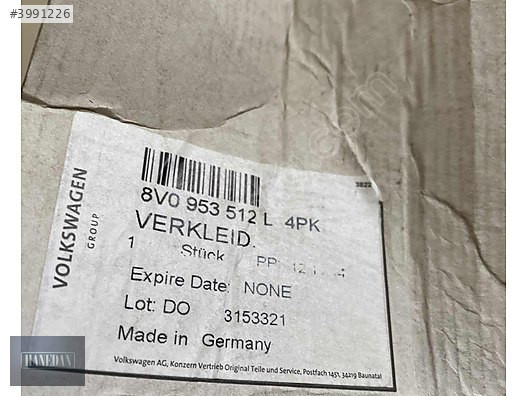 #3991226
3822
8V0 953 512 L 4PK
VERKLEID.
1 Stück
Expire Date: NONE
Lot: DO 3153321
Made in Germany
Volkswagen AG, Konzern Vertrieb Original Teile und Service, Postfach 1451, 34219 Baunatal
VOLKSWAGEN
GROUP
HANEDAN